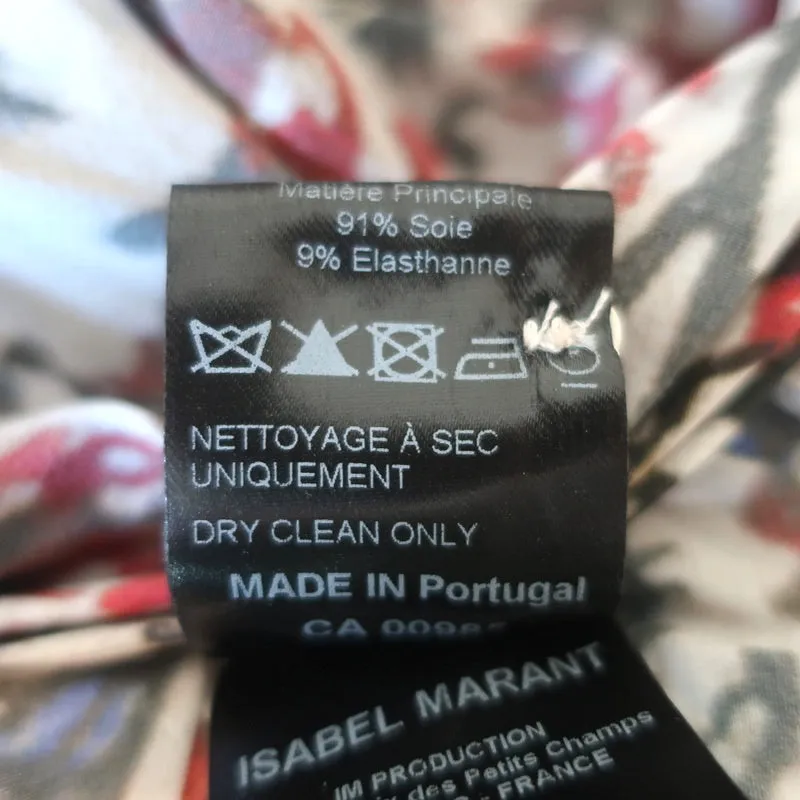 Matière Principale
91% Soie
9% Elasthanne
NETTOYAGE À SEC
UNIQUEMENT
DRY CLEAN ONLY
MADE IN Portugal
CA
ISABEL MARANT
IM PRODUCTION
des Petits Champs
- FRANCE